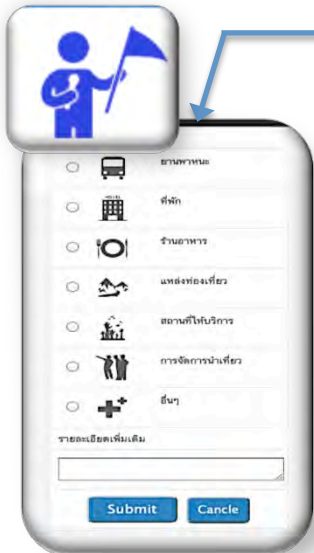 ยานพาหนะ
ที่พัก
ร้านอาหาร
แหล่งท่องเที่ยว
สถานที่ให้บริการ
การจัดการนำเที่ยว
อื่นๆ
รายละเอียดเพิ่มเติม
Submit
Cancle